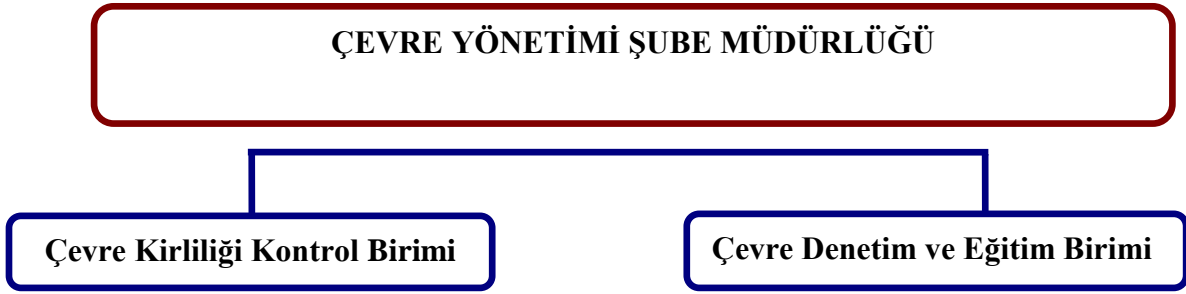 ÇEVRE YÖNETİMİ ŞUBE MÜDÜRLÜĞÜ
Çevre Kirliliği Kontrol Birimi
Çevre Denetim ve Eğitim Birimi